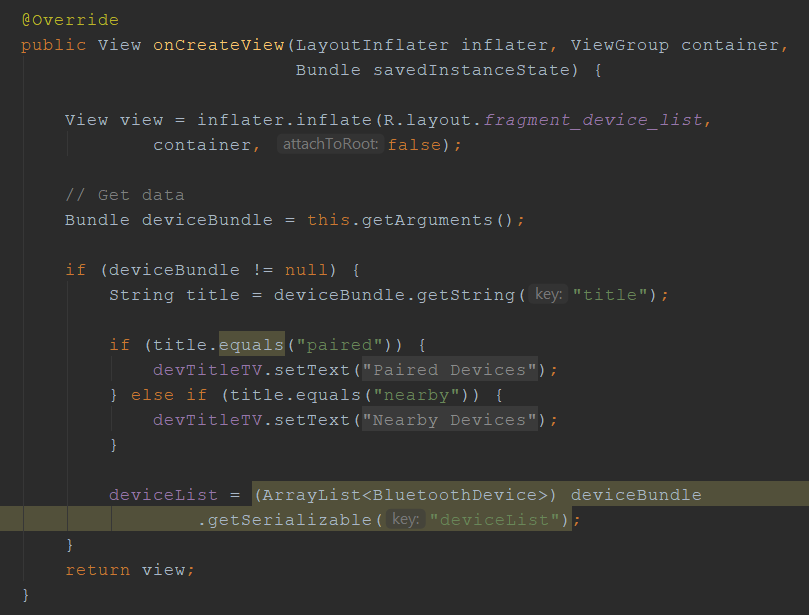 @Override
public View onCreateView(LayoutInflater inflater, ViewGroup container,
                         Bundle savedInstanceState) {

    View view = inflater.inflate(R.layout.fragment_device_list,
            container, attachToRoot: false);

    // Get data
    Bundle deviceBundle = this.getArguments();

    if (deviceBundle != null) {
        String title = deviceBundle.getString( key: "title");

        if (title.equals("paired")) {
            devTitleTV.setText("Paired Devices");
        } else if (title.equals("nearby")) {
            devTitleTV.setText("Nearby Devices");
        }

        deviceList = (ArrayList<BluetoothDevice>) deviceBundle
                .getSerializable( key: "deviceList");
    }
    return view;
}